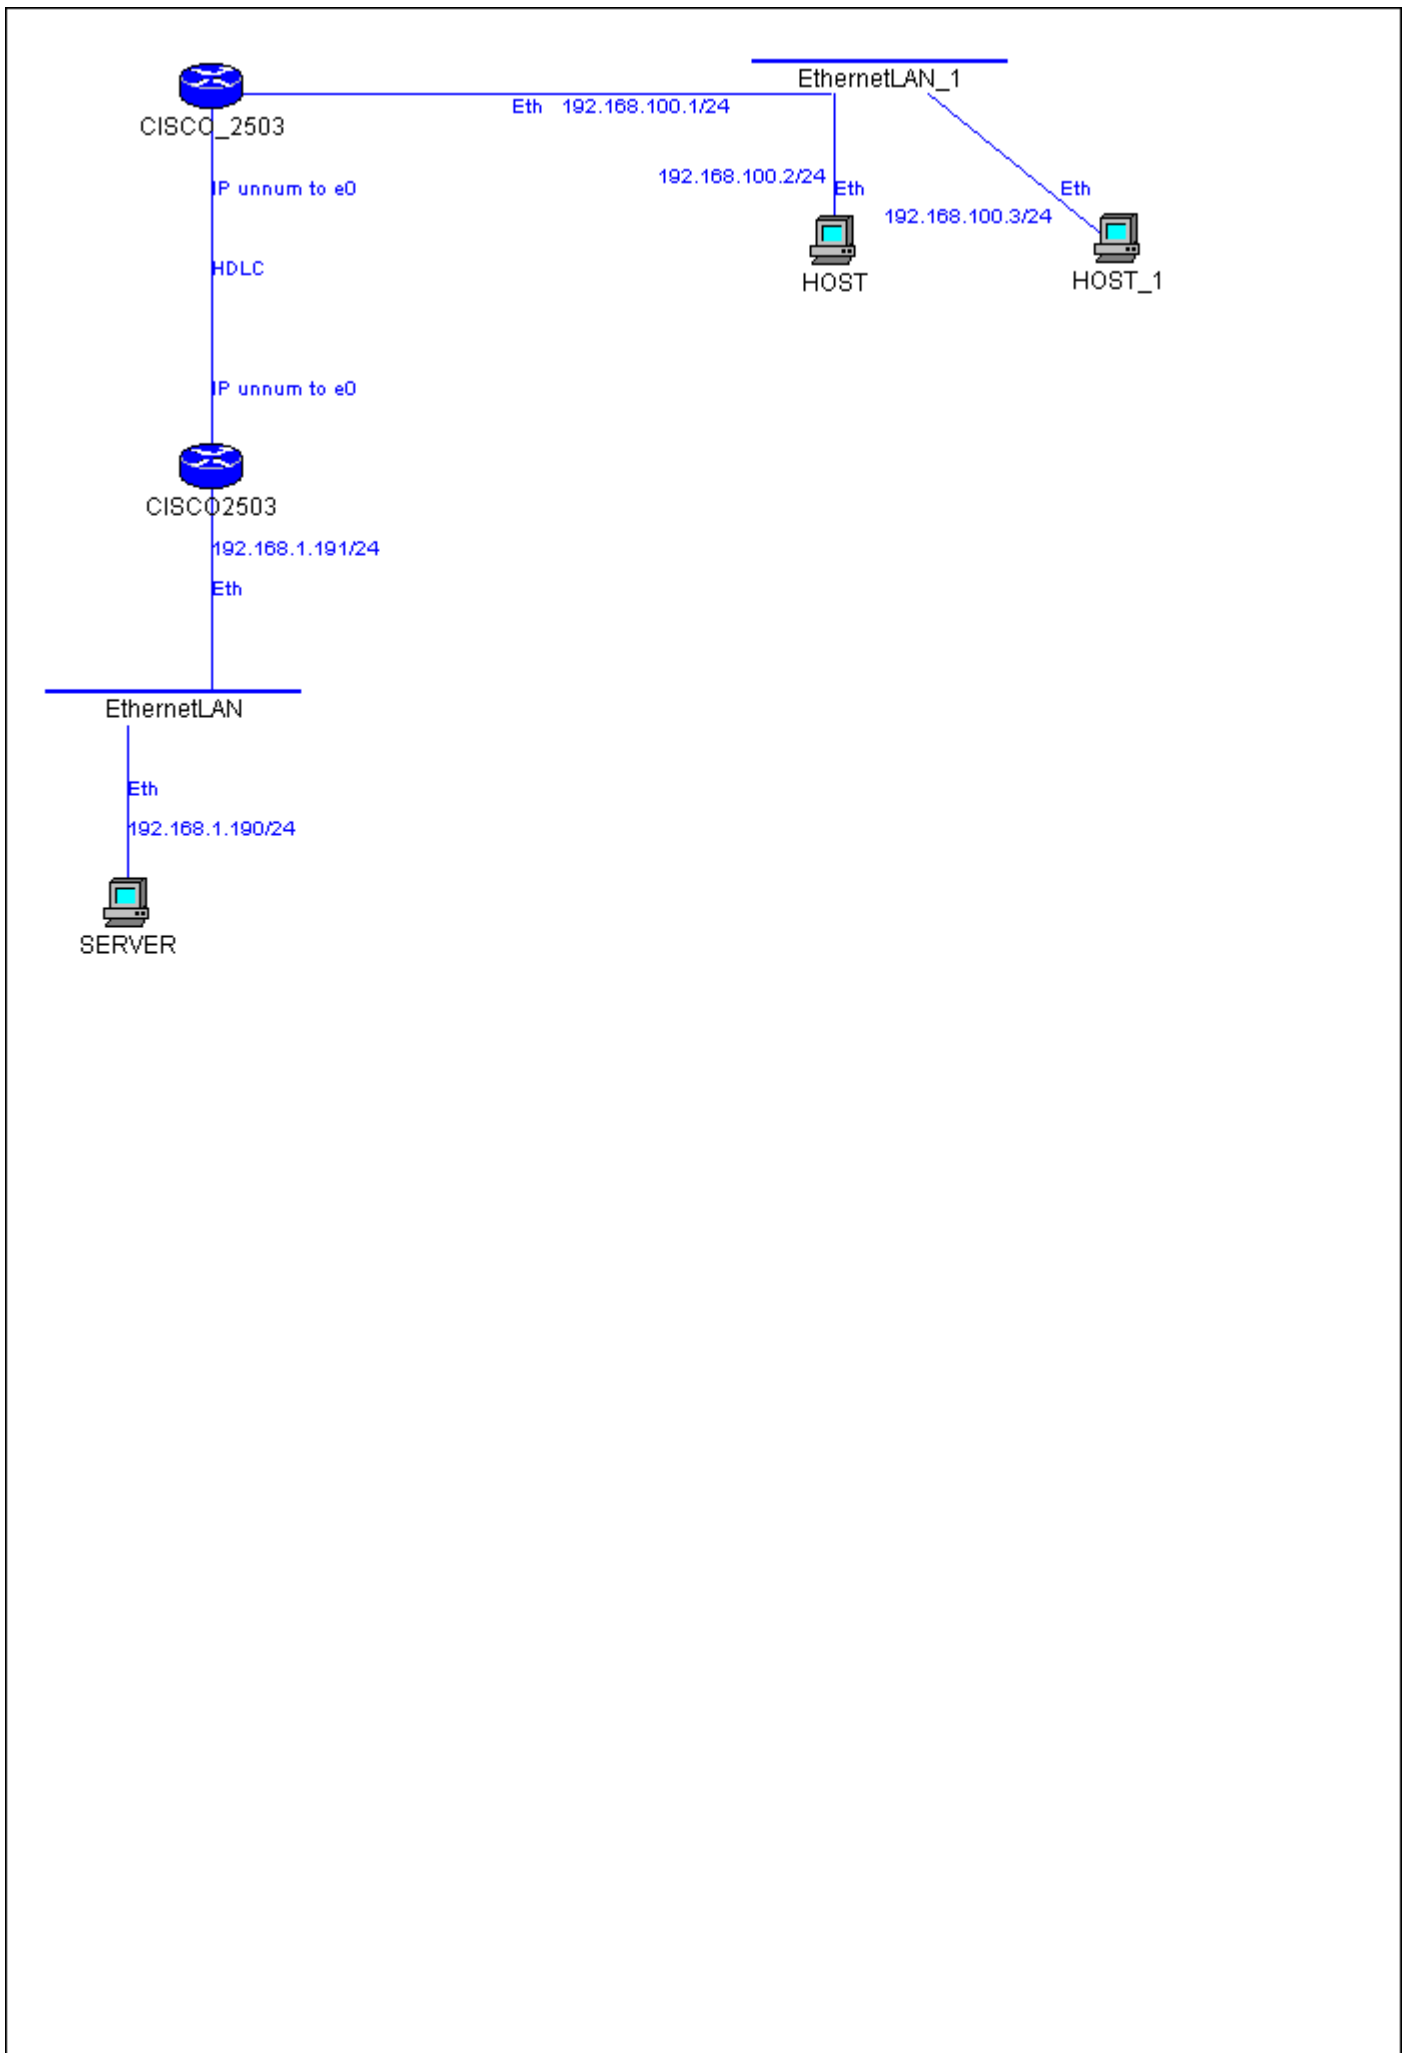 EthernetLAN_1
CISCO_2503
Eth 192.168.100.1/24
192.168.100.2/24
Eth
IP unnum to e0
Eth
192.168.100.3/24
HOST
HOST_1
HDLC
IP unnum to e0
CISCO2503
192.168.1.191/24
Eth
EthernetLAN
Eth
192.168.1.190/24
SERVER